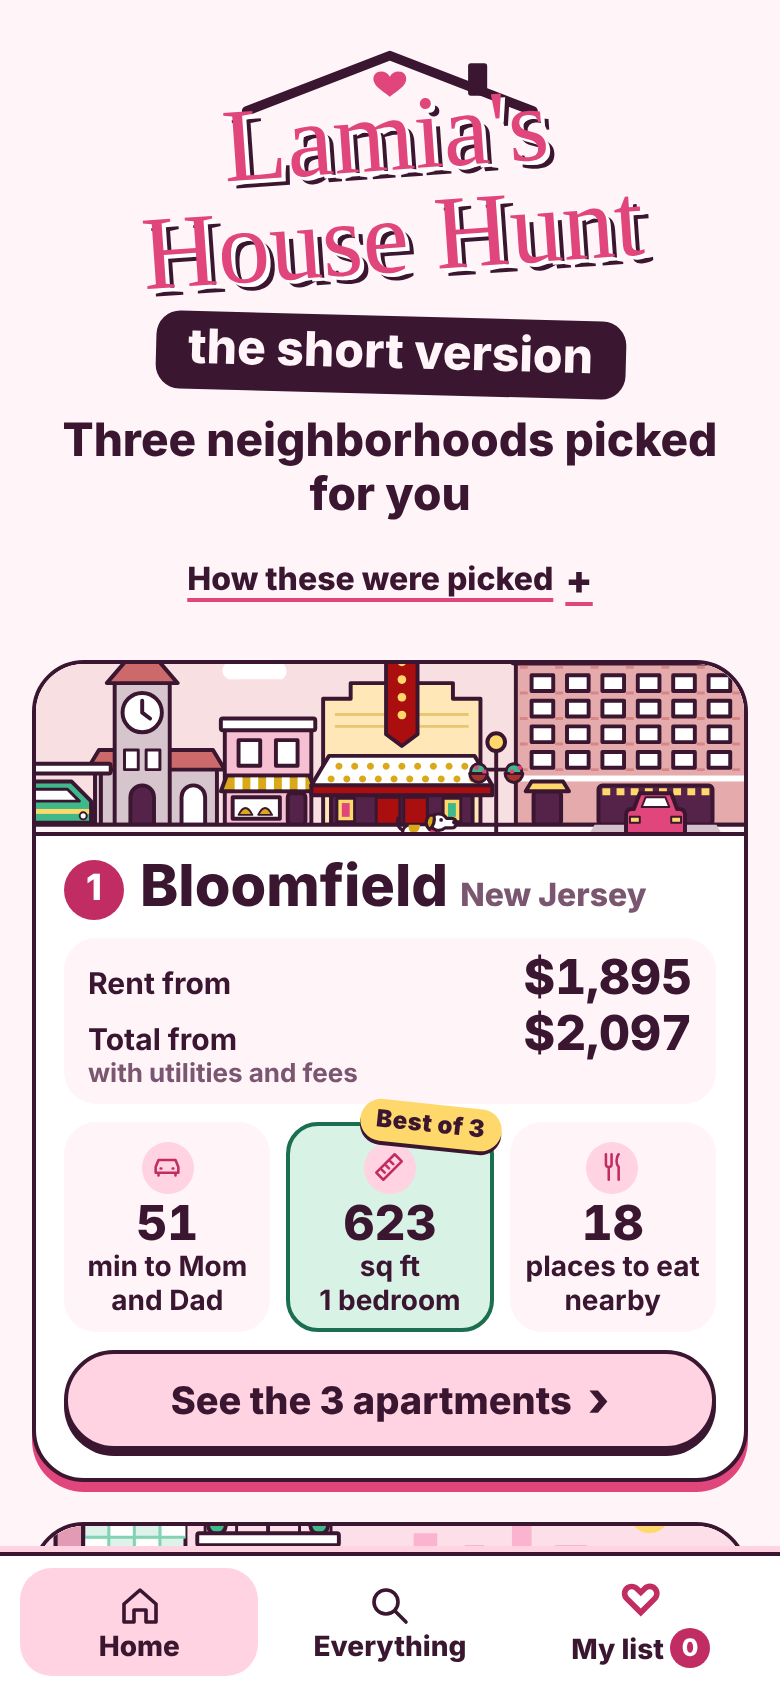 Lamia's
House Hunt
the short version
Three neighborhoods picked
for you
How these were picked +
1 Bloomfield New Jersey
Rent from $1,895
Total from $2,097
with utilities and fees
Best of 3
51
min to Mom
and Dad
623
sq ft
1 bedroom
18
places to eat
nearby
See the 3 apartments ›
Home
Everything
My list 0